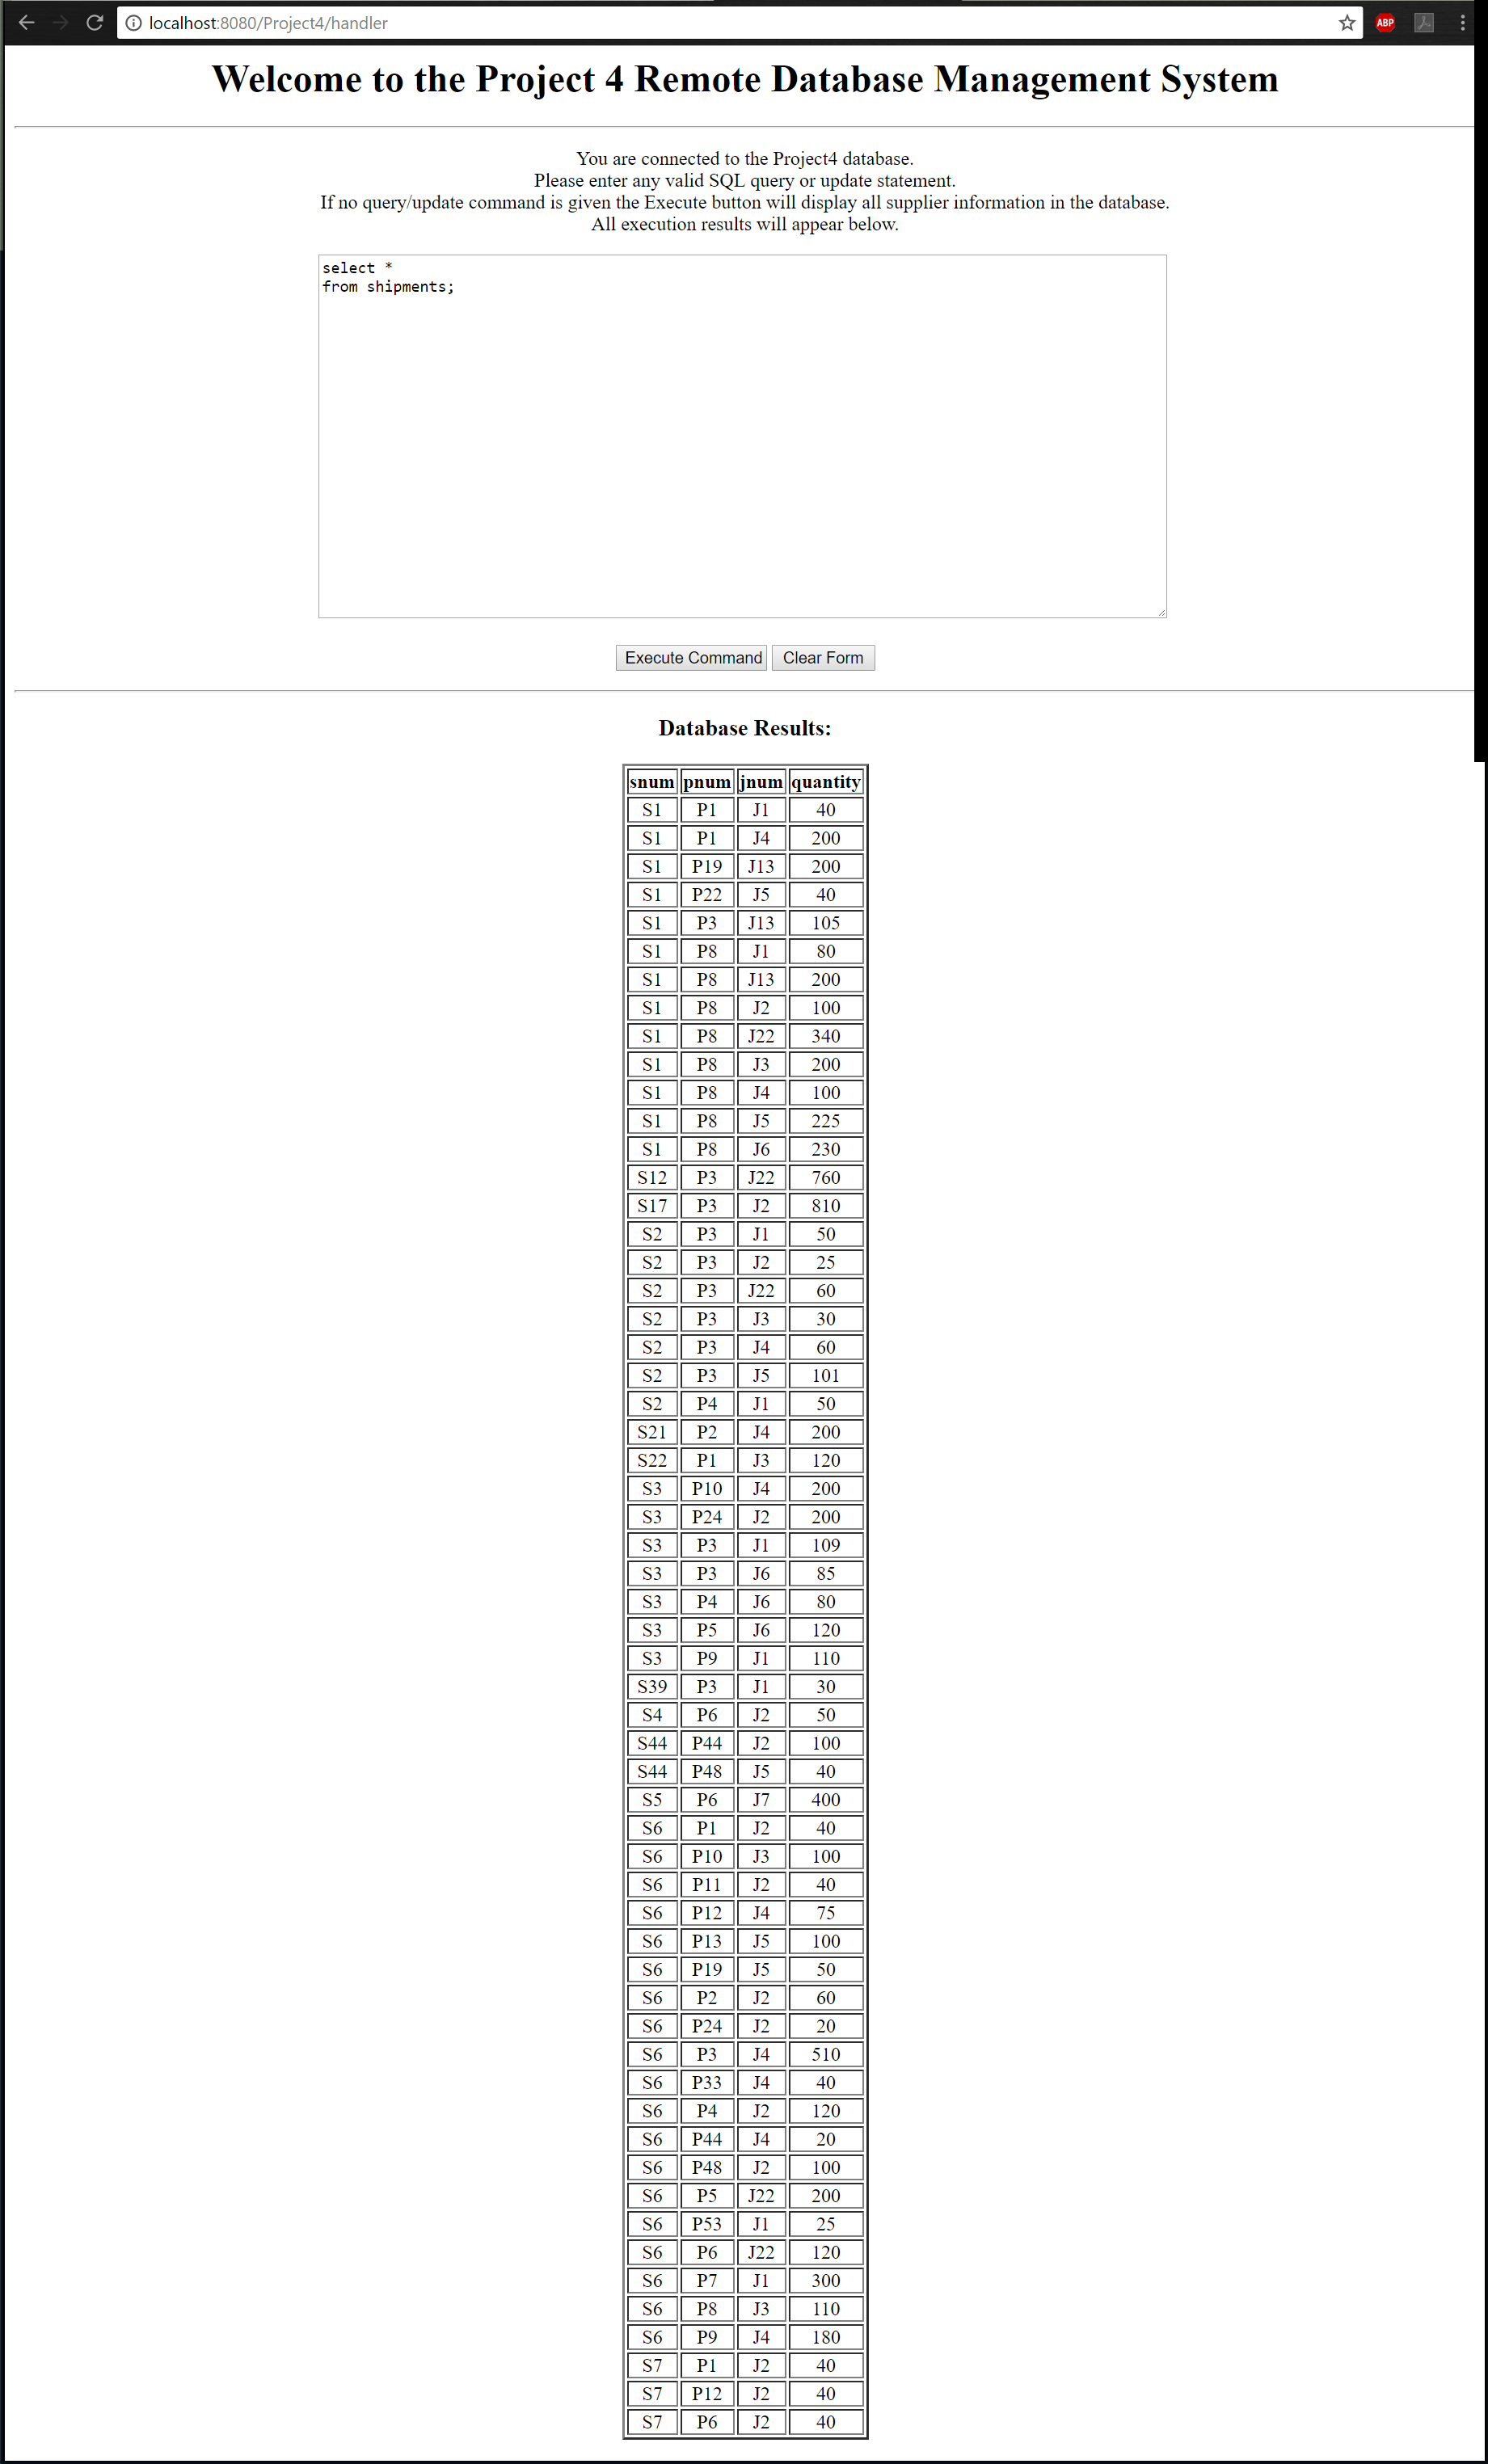 localhost:8080/Project4/handler
ABP
Welcome to the Project 4 Remote Database Management System
You are connected to the Project4 database.
Please enter any valid SQL query or update statement.
If no query/update command is given the Execute button will display all supplier information in the database.
All execution results will appear below.
select *
from shipments;
Execute Command Clear Form
Database Results:
snum pnum jnum quantity
S1 P1 J1 40
S1 P1 J4 200
S1 P19 J13 200
S1 P22 J5 40
S1 P3 J13 105
S1 P8 J1 80
S1 P8 J13 200
S1 P8 J2 100
S1 P8 J22 340
S1 P8 J3 200
S1 P8 J4 100
S1 P8 J5 225
S1 P8 J6 230
S12 P3 J22 760
S17 P3 J2 810
S2 P3 J1 50
S2 P3 J2 25
S2 P3 J22 60
S2 P3 J3 30
S2 P3 J4 60
S2 P3 J5 101
S2 P4 J1 50
S21 P2 J4 200
S22 P1 J3 120
S3 P10 J4 200
S3 P24 J2 200
S3 P3 J1 109
S3 P3 J6 85
S3 P4 J6 80
S3 P5 J6 120
S3 P9 J1 110
S39 P3 J1 30
S4 P6 J2 50
S44 P44 J2 100
S44 P48 J5 40
S5 P6 J7 400
S6 P1 J2 40
S6 P10 J3 100
S6 P11 J2 40
S6 P12 J4 75
S6 P13 J5 100
S6 P19 J5 50
S6 P2 J2 60
S6 P24 J2 20
S6 P3 J4 510
S6 P33 J4 40
S6 P4 J2 120
S6 P44 J4 20
S6 P48 J2 100
S6 P5 J22 200
S6 P53 J1 25
S6 P6 J22 120
S6 P7 J1 300
S6 P8 J3 110
S6 P9 J4 180
S7 P1 J2 40
S7 P12 J2 40
S7 P6 J2 40